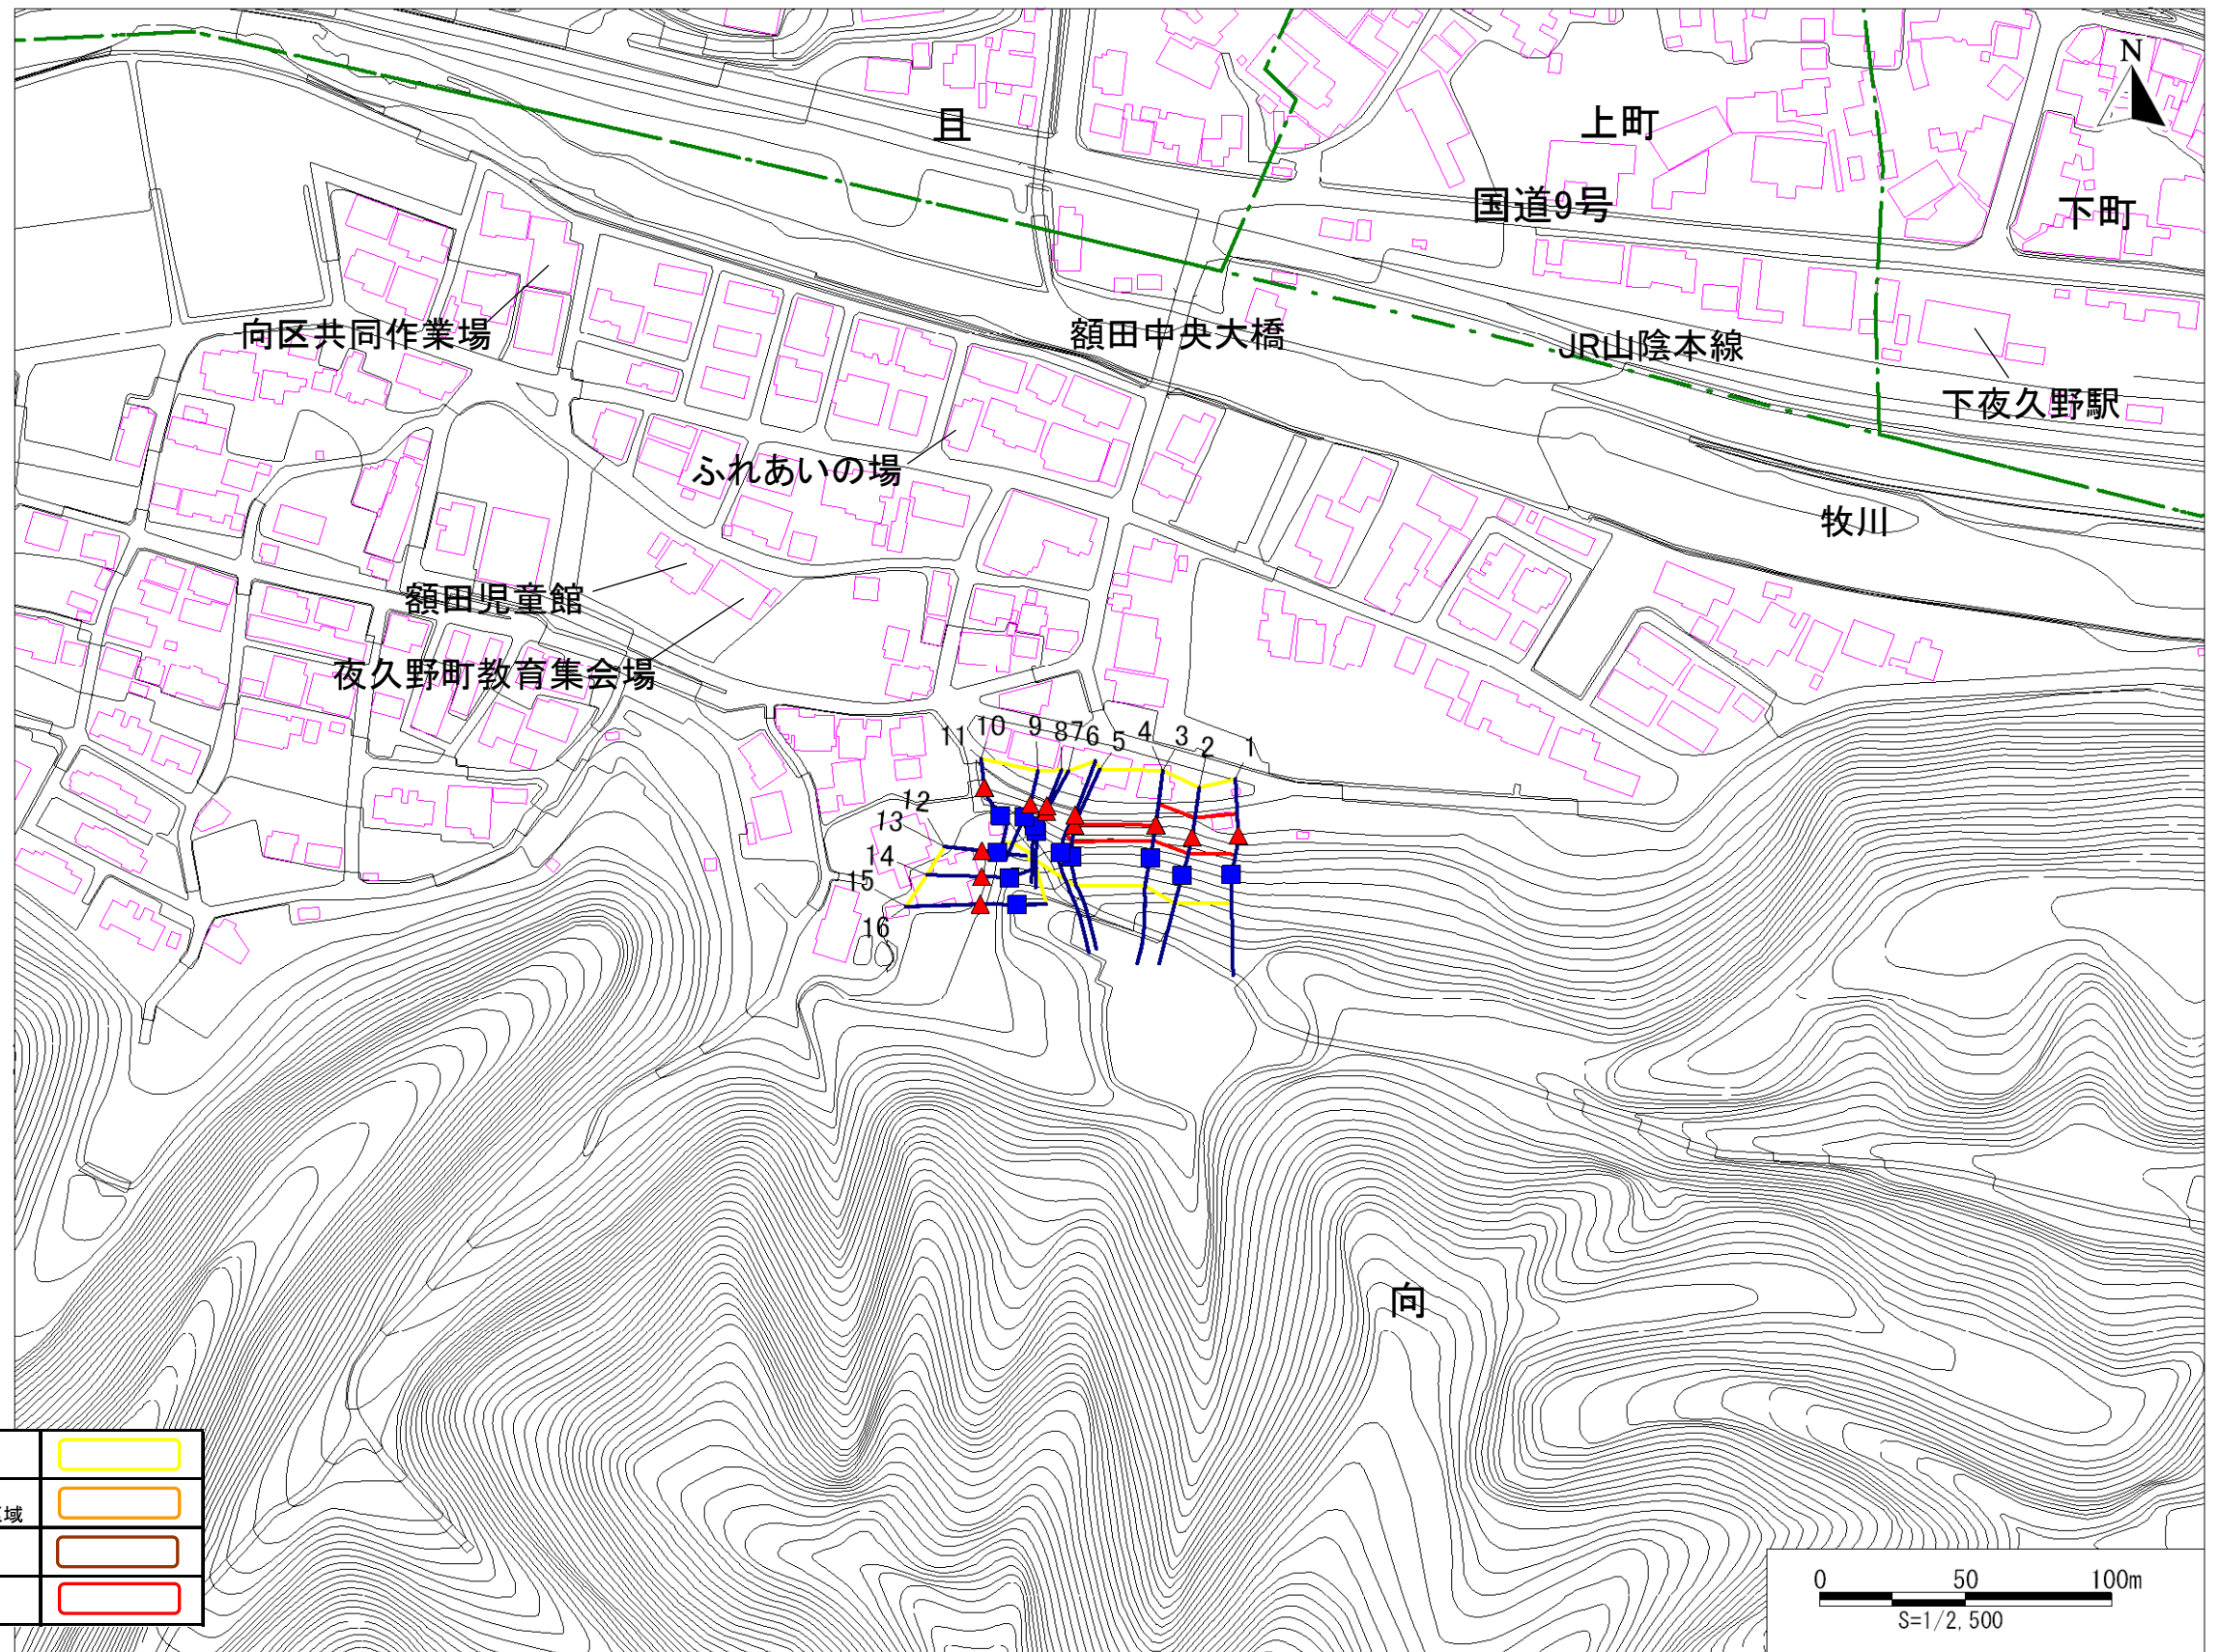 N
且
上町
国道9号
下町
向区共同作業場
額田中央大橋
JR山陰本線
下夜久野駅
ふれあいの場
牧川
額田児童館
夜久野町教育集会場
11
10
9
8
7
6
5
4
3
2
1
12
13
14
15
16
向
域
0 50 100m
S=1/2,500